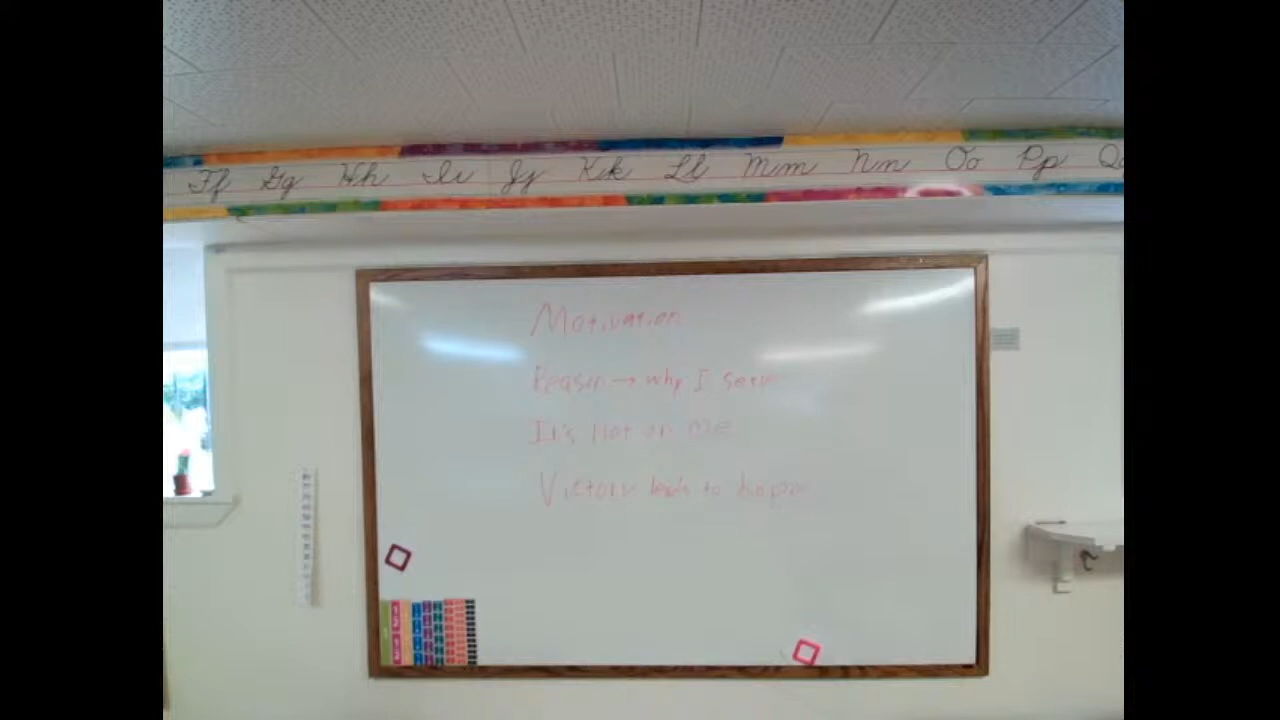 Ff Gg Hh Ii Jj Kk Ll Mm Nn Oo Pp
Motivation
Reason → why I serve
It's not on ME
Victory leads to hope